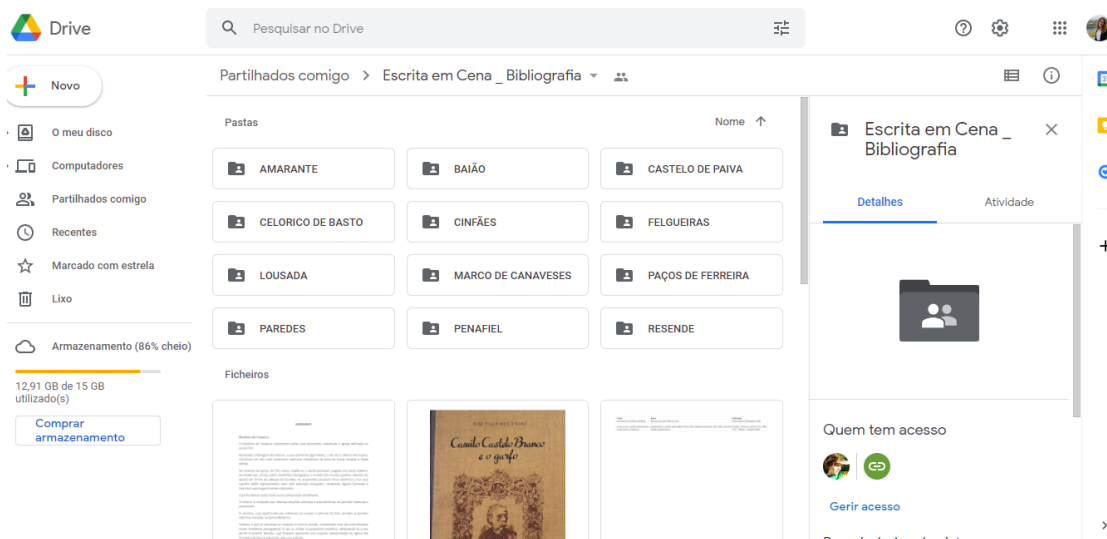 Drive
Pesquisar no Drive
Novo
O meu disco
Computadores
Partilhados comigo
Recentes
Marcado com estrela
Lixo
Armazenamento (86% cheio)
12,91 GB de 15 GB
utilizado(s)
Comprar
armazenamento
Partilhados comigo > Escrita em Cena _ Bibliografia
Pastas
Nome
AMARANTE
BAIÃO
CASTELO DE PAIVA
CELORICO DE BASTO
CINFÃES
FELGUEIRAS
LOUSADA
MARCO DE CANAVESES
PAÇOS DE FERREIRA
PAREDES
PENAFIEL
RESENDE
Ficheiros
Camilo Castelo Branco
e o garfo
Escrita em Cena _
Bibliografia
Detalhes
Atividade
Quem tem acesso
Gerir acesso